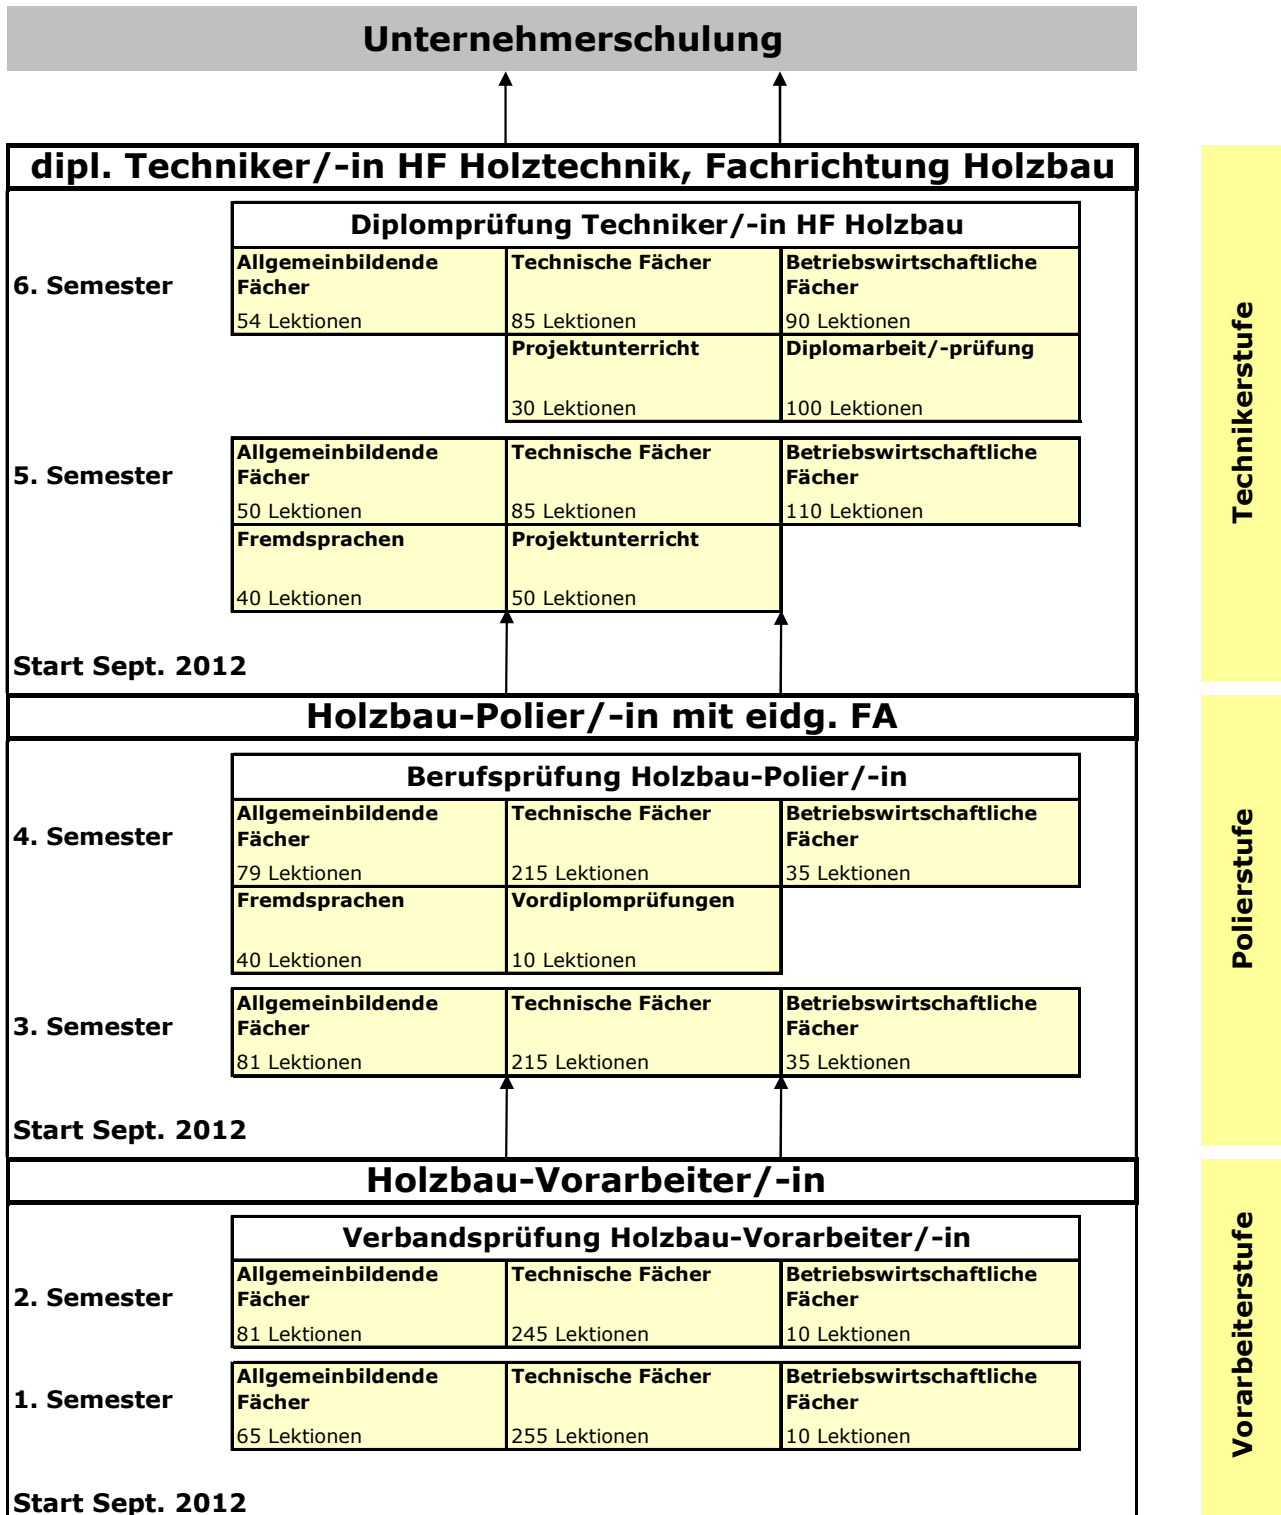 Unternehmerschulung
dipl. Techniker/-in HF Holztechnik, Fachrichtung Holzbau
Diplomprüfung Techniker/-in HF Holzbau
6. Semester
Allgemeinbildende
Fächer
54 Lektionen
Technische Fächer
85 Lektionen
Betriebswirtschaftliche
Fächer
90 Lektionen
Projektunterricht
30 Lektionen
Diplomarbeit/-prüfung
100 Lektionen
5. Semester
Allgemeinbildende
Fächer
50 Lektionen
Technische Fächer
85 Lektionen
Betriebswirtschaftliche
Fächer
110 Lektionen
Fremdsprachen
40 Lektionen
Projektunterricht
50 Lektionen
Start Sept. 2012
Technikerstufe
Holzbau-Polier/-in mit eidg. FA
Berufsprüfung Holzbau-Polier/-in
4. Semester
Allgemeinbildende
Fächer
79 Lektionen
Technische Fächer
215 Lektionen
Betriebswirtschaftliche
Fächer
35 Lektionen
Fremdsprachen
40 Lektionen
Vordiplomprüfungen
10 Lektionen
3. Semester
Allgemeinbildende
Fächer
81 Lektionen
Technische Fächer
215 Lektionen
Betriebswirtschaftliche
Fächer
35 Lektionen
Start Sept. 2012
Polierstufe
Holzbau-Vorarbeiter/-in
Verbandsprüfung Holzbau-Vorarbeiter/-in
2. Semester
Allgemeinbildende
Fächer
81 Lektionen
Technische Fächer
245 Lektionen
Betriebswirtschaftliche
Fächer
10 Lektionen
1. Semester
Allgemeinbildende
Fächer
65 Lektionen
Technische Fächer
255 Lektionen
Betriebswirtschaftliche
Fächer
10 Lektionen
Start Sept. 2012
Vorarbeiterstufe